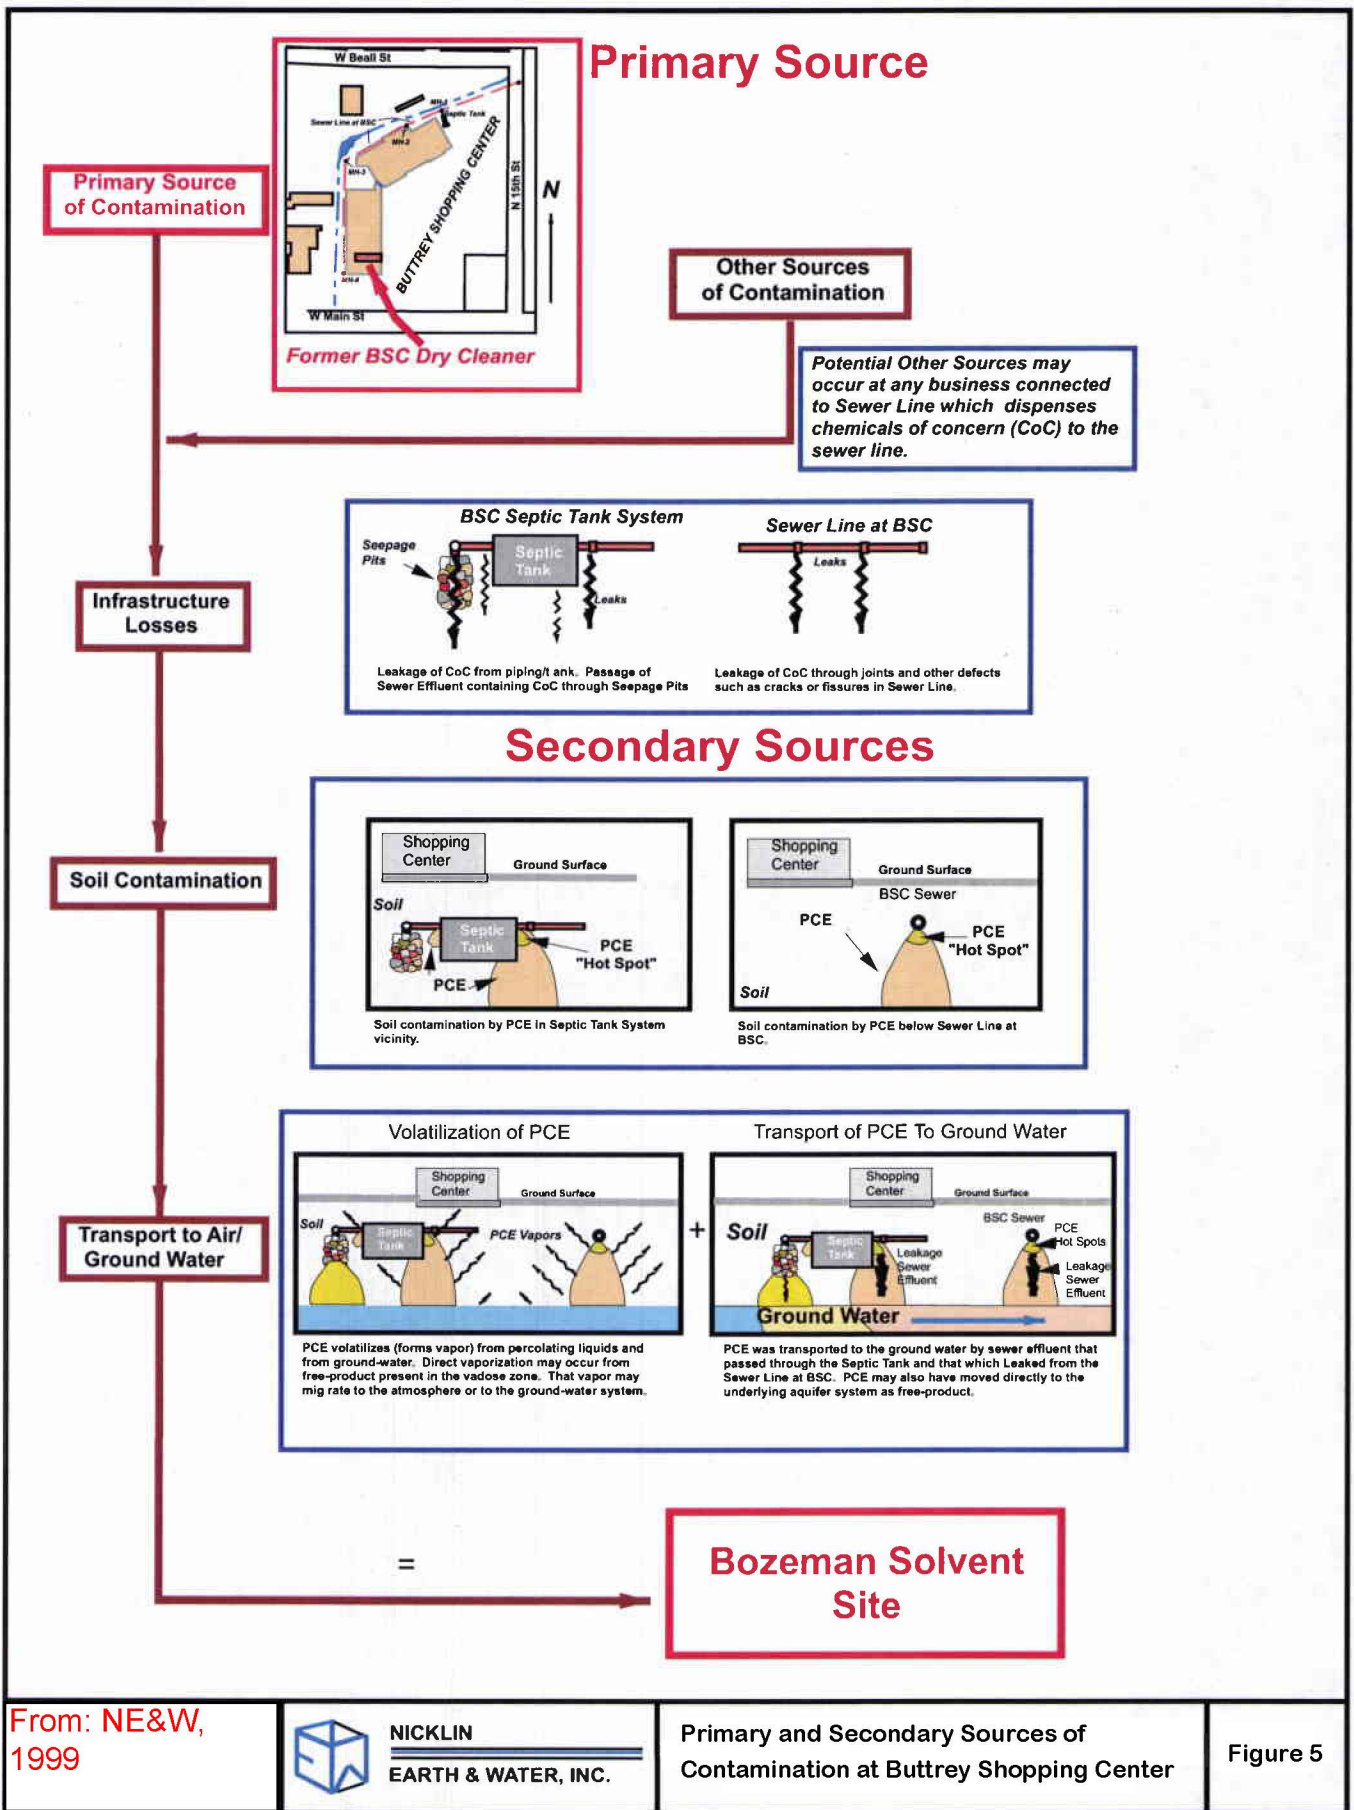 Primary Source
W Beall St
MH-1
Septic Tank
Sewer Line at BSC
MH-2
MH-3
BUTTREY SHOPPING CENTER
N 15th St
N
MH-4
W Main St
Former BSC Dry Cleaner
Primary Source
of Contamination
Other Sources
of Contamination
Potential Other Sources may
occur at any business connected
to Sewer Line which dispenses
chemicals of concern (CoC) to the
sewer line.
BSC Septic Tank System
Seepage
Pits
Septic
Tank
Leaks
Leakage of CoC from piping/t ank. Passage of
Sewer Effluent containing CoC through Seepage Pits
Sewer Line at BSC
Leaks
Leakage of CoC through joints and other defects
such as cracks or fissures in Sewer Line.
Infrastructure
Losses
Secondary Sources
Shopping
Center
Ground Surface
Soil
Septic
Tank
PCE
"Hot Spot"
PCE
Soil contamination by PCE in Septic Tank System
vicinity.
Shopping
Center
Ground Surface
BSC Sewer
PCE
PCE
"Hot Spot"
Soil
Soil contamination by PCE below Sewer Line at
BSC.
Soil Contamination
Volatilization of PCE
Shopping
Center
Ground Surface
Soil
Septic
Tank
PCE Vapors
PCE volatilizes (forms vapor) from percolating liquids and
from ground-water. Direct vaporization may occur from
free-product present in the vadose zone. That vapor may
mig rate to the atmosphere or to the ground-water system.
+
Transport of PCE To Ground Water
Shopping
Center
Ground Surface
BSC Sewer
Soil
Septic
Tank
Leakage
Sewer
Effluent
PCE
Hot Spots
Leakage
Sewer
Effluent
Ground Water
PCE was transported to the ground water by sewer effluent that
passed through the Septic Tank and that which Leaked from the
Sewer Line at BSC. PCE may also have moved directly to the
underlying aquifer system as free-product.
Transport to Air/
Ground Water
=
Bozeman Solvent
Site
From: NE&W,
1999
NICKLIN
EARTH & WATER, INC.
Primary and Secondary Sources of
Contamination at Buttrey Shopping Center
Figure 5